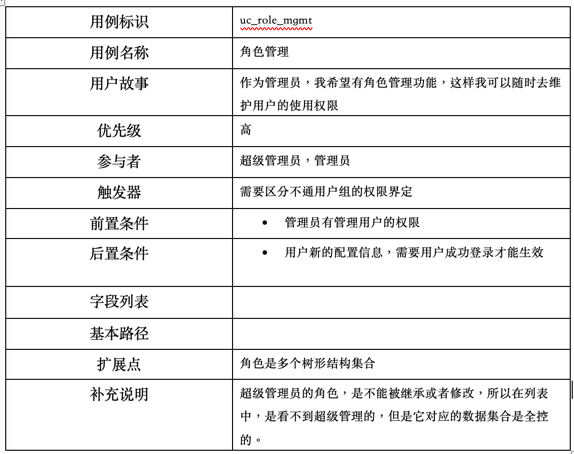 用例标识 uc_role_mgmt
用例名称 角色管理
用户故事 作为管理员，我希望有角色管理功能，这样我可以随时去维
护用户的使用权限
优先级 高
参与者 超级管理员，管理员
触发器 需要区分不通用户组的权限界定
前置条件 • 管理员有管理用户的权限
后置条件 • 用户新的配置信息，需要用户成功登录才能生效
字段列表
基本路径
扩展点 角色是多个树形结构集合
补充说明 超级管理员的角色，是不能被继承或者修改，所以在列表
中，是看不到超级管理的，但是它对应的数据集合是全控
的。